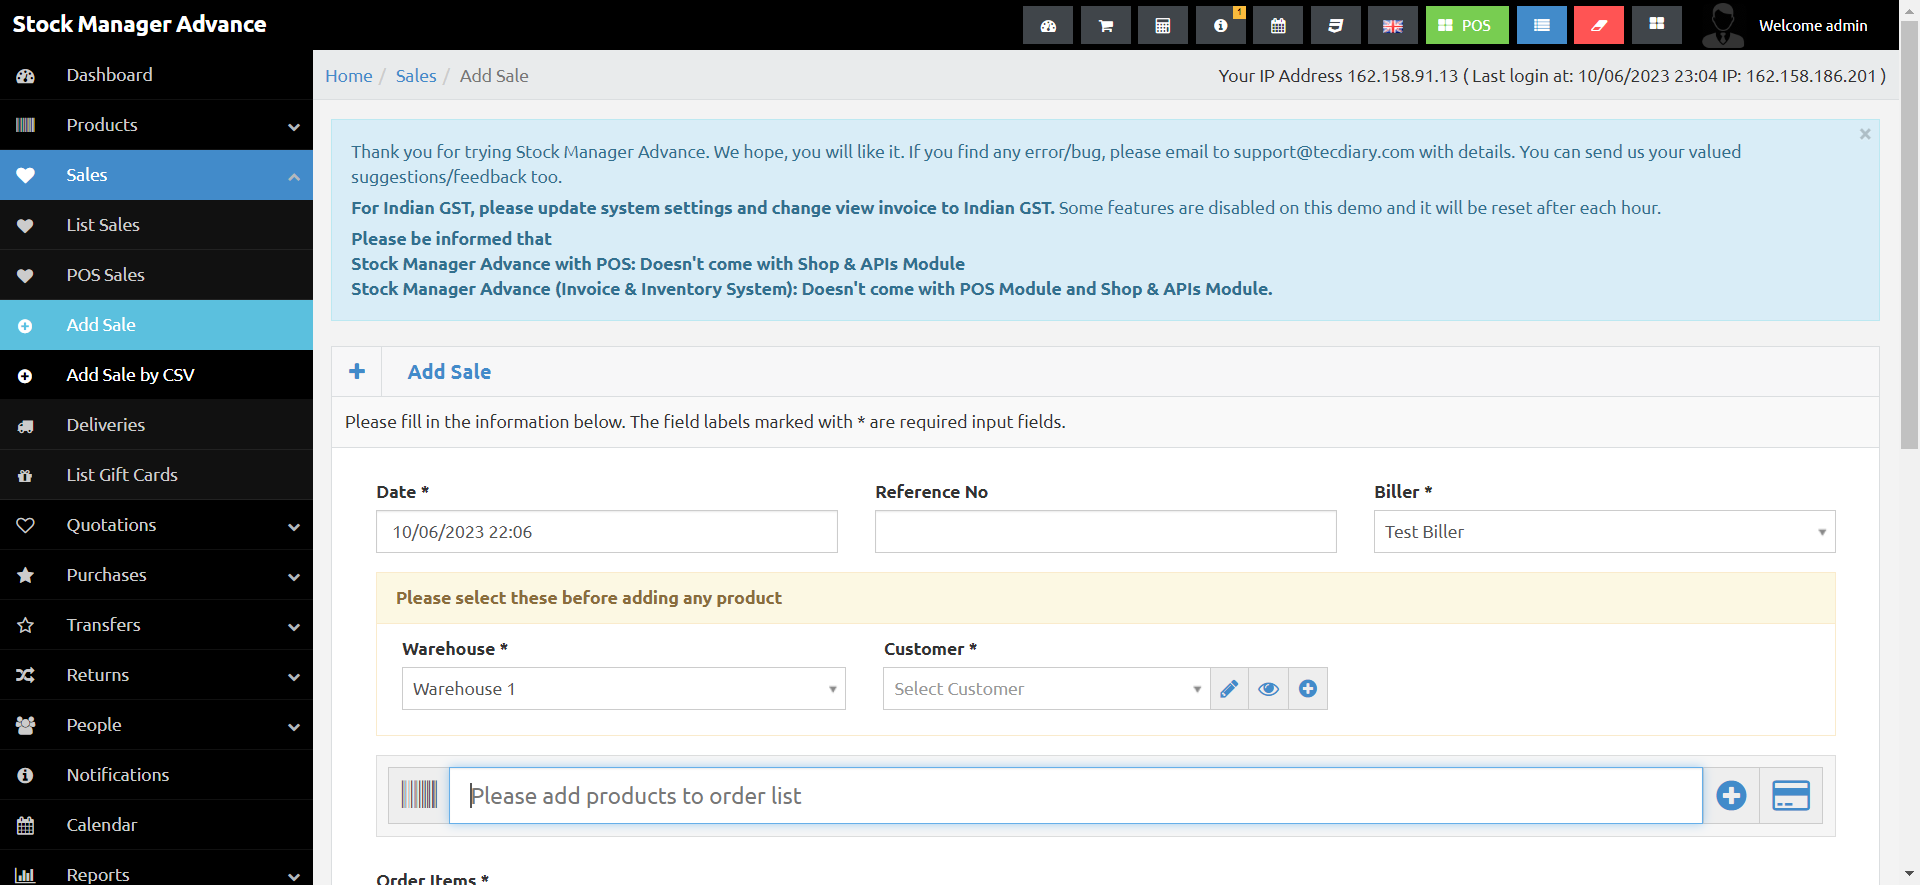 Stock Manager Advance
1
POS
Welcome admin
Dashboard
Products
Sales
List Sales
POS Sales
Add Sale
Add Sale by CSV
Deliveries
List Gift Cards
Quotations
Purchases
Transfers
Returns
People
Notifications
Calendar
Reports
Home / Sales / Add Sale
Your IP Address 162.158.91.13 ( Last login at: 10/06/2023 23:04 IP: 162.158.186.201 )
×
Thank you for trying Stock Manager Advance. We hope, you will like it. If you find any error/bug, please email to support@tecdiary.com with details. You can send us your valued
suggestions/feedback too.
For Indian GST, please update system settings and change view invoice to Indian GST. Some features are disabled on this demo and it will be reset after each hour.
Please be informed that
Stock Manager Advance with POS: Doesn't come with Shop & APIs Module
Stock Manager Advance (Invoice & Inventory System): Doesn't come with POS Module and Shop & APIs Module.
Add Sale
Please fill in the information below. The field labels marked with * are required input fields.
Date *
Reference No
Biller *
10/06/2023 22:06
Test Biller
Please select these before adding any product
Warehouse *
Customer *
Warehouse 1
Select Customer
Please add products to order list
Order Items *